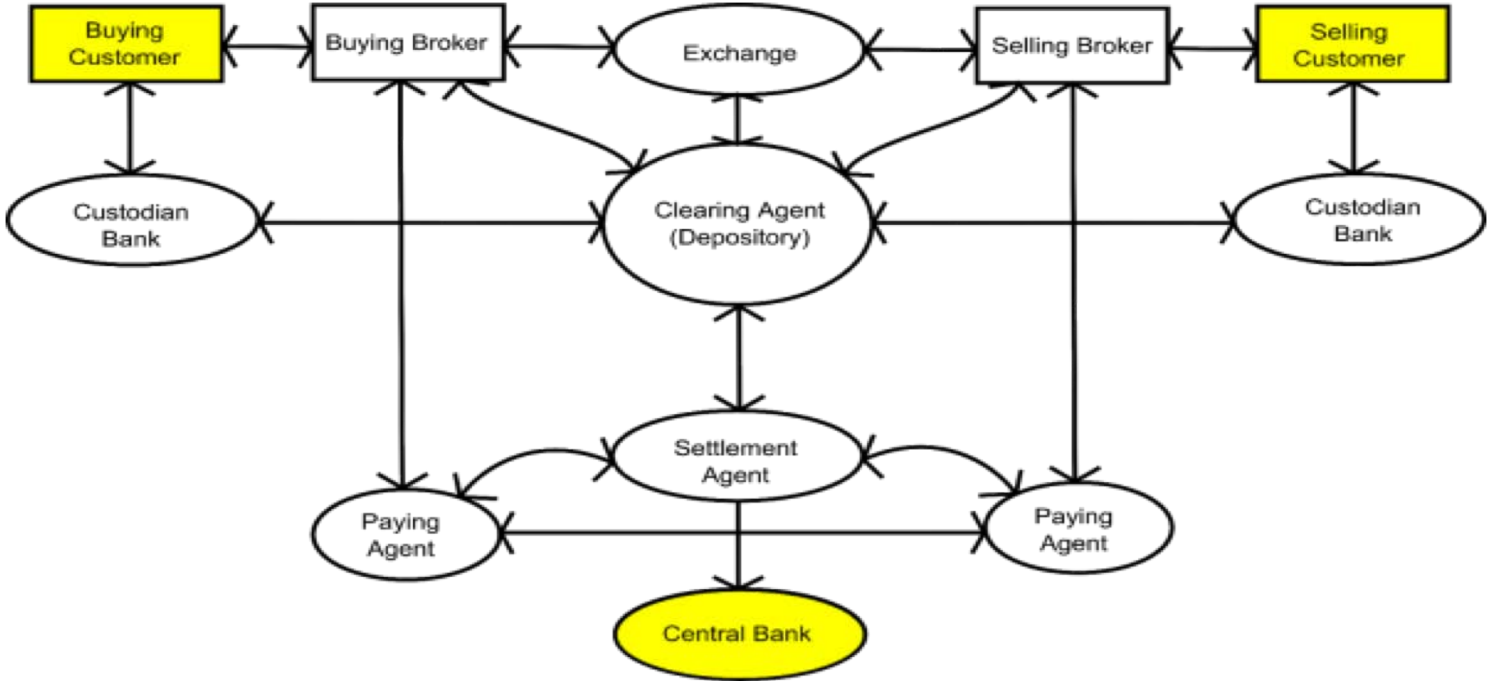 Buying
Customer
Buying Broker
Exchange
Selling Broker
Selling
Customer
Custodian
Bank
Clearing Agent
(Depository)
Custodian
Bank
Settlement
Agent
Paying
Agent
Paying
Agent
Central Bank